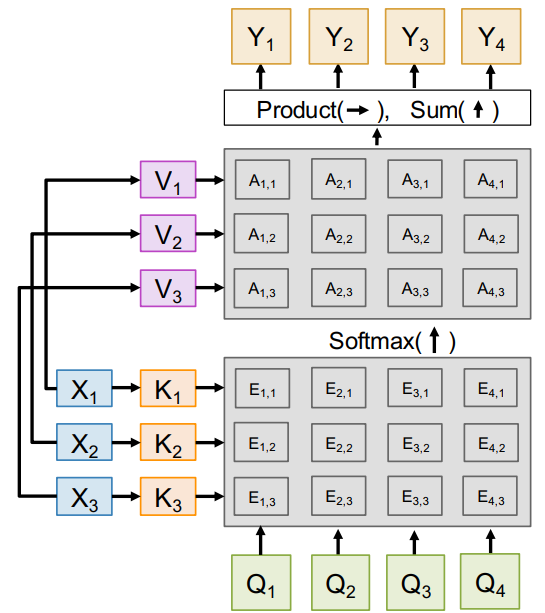 Y1 Y2 Y3 Y4
Product(→), Sum(↑)
V1 A1,1 A2,1 A3,1 A4,1
V2 A1,2 A2,2 A3,2 A4,2
V3 A1,3 A2,3 A3,3 A4,3
Softmax(↑)
X1 K1 E1,1 E2,1 E3,1 E4,1
X2 K2 E1,2 E2,2 E3,2 E4,2
X3 K3 E1,3 E2,3 E3,3 E4,3
Q1 Q2 Q3 Q4